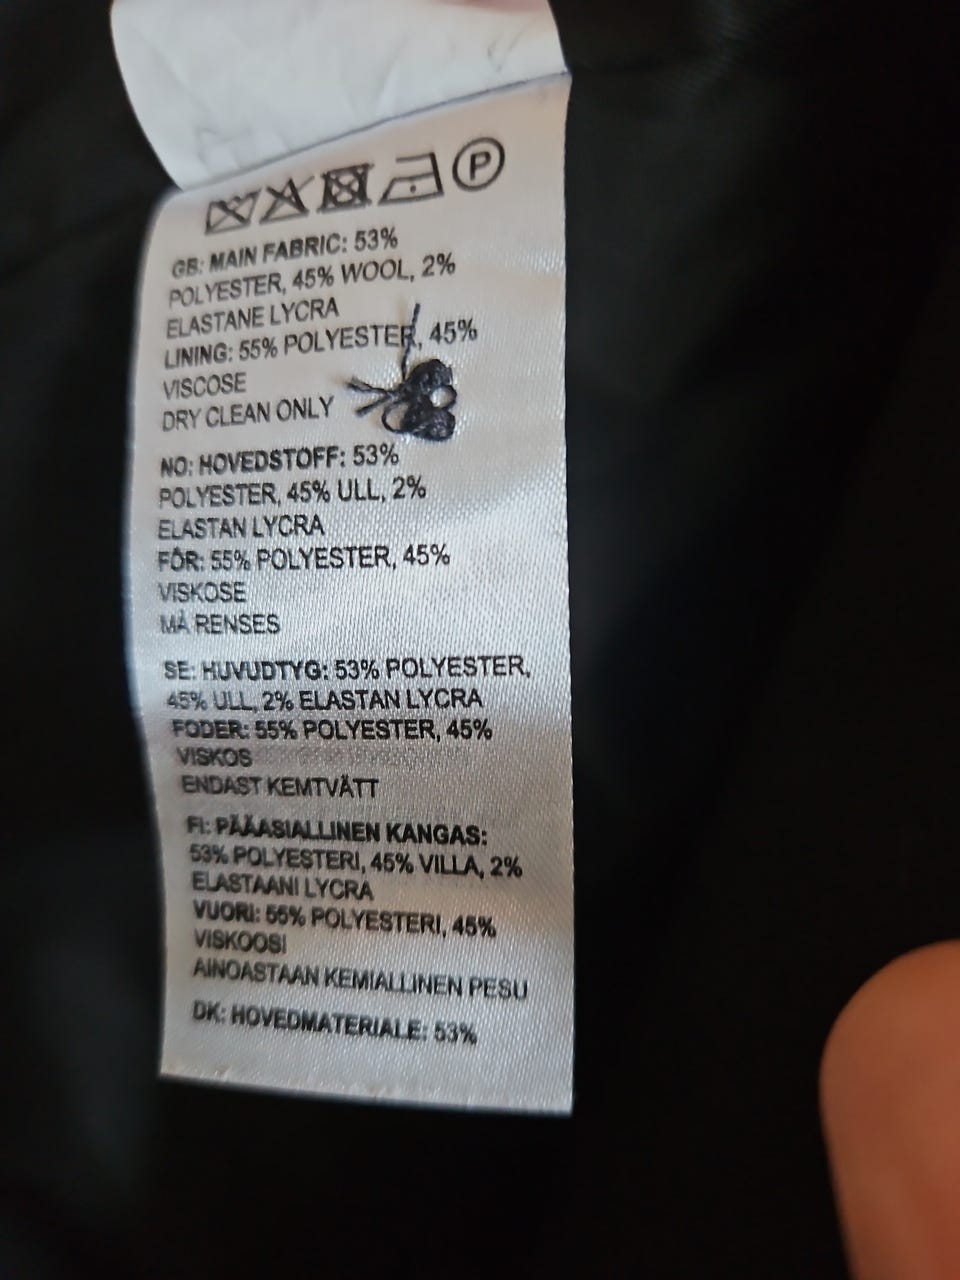 P
GB: MAIN FABRIC: 53%
POLYESTER, 45% WOOL, 2%
ELASTANE LYCRA
LINING: 55% POLYESTER, 45%
VISCOSE
DRY CLEAN ONLY
NO: HOVEDSTOFF: 53%
POLYESTER, 45% ULL, 2%
ELASTAN LYCRA
FÔR: 55% POLYESTER, 45%
VISKOSE
MÅ RENSES
SE: HUVUDTYG: 53% POLYESTER,
45% ULL, 2% ELASTAN LYCRA
FODER: 55% POLYESTER, 45%
VISKOS
ENDAST KEMTVÄTT
FI: PÄÄASIALLINEN KANGAS:
53% POLYESTERI, 45% VILLA, 2%
ELASTAANI LYCRA
VUORI: 55% POLYESTERI, 45%
VISKOOSI
AINOASTAAN KEMIALLINEN PESU
DK: HOVEDMATERIALE: 53%